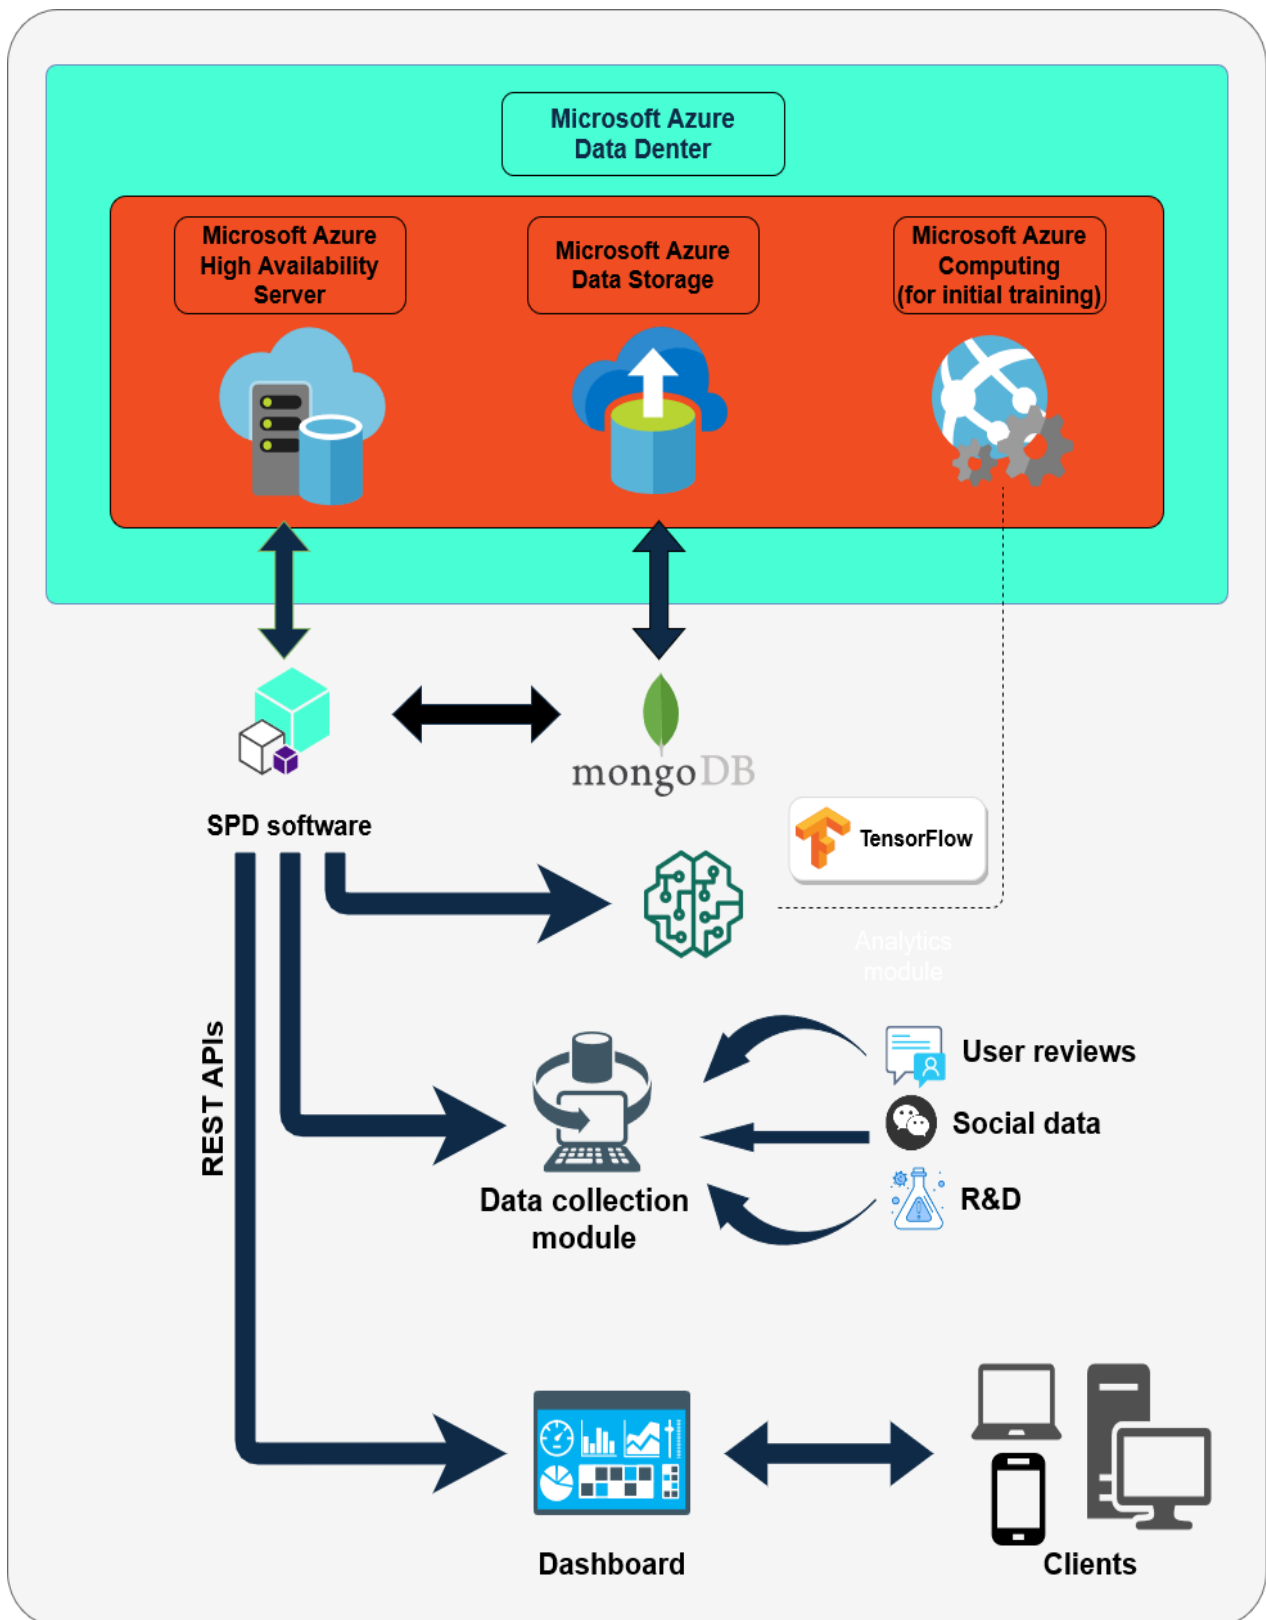 Microsoft Azure
Data Denter
Microsoft Azure
High Availability
Server
Microsoft Azure
Data Storage
Microsoft Azure
Computing
(for initial training)
mongoDB
SPD software
TensorFlow
Analytics
module
REST APIs
User reviews
Social data
R&D
Data collection
module
Dashboard
Clients